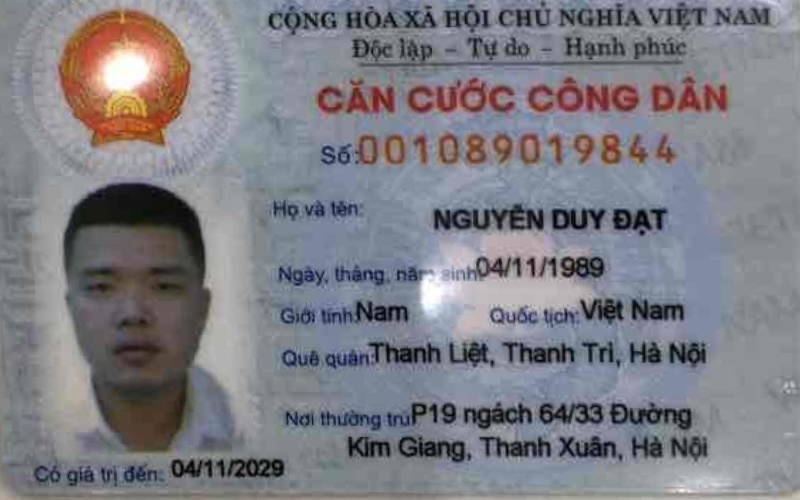 CỘNG HÒA XÃ HỘI CHỦ NGHĨA VIỆT NAM
Độc lập - Tự do - Hạnh phúc
CĂN CƯỚC CÔNG DÂN
Số: 001089019844
Họ và tên: NGUYỄN DUY ĐẠT
Ngày, tháng, năm sinh: 04/11/1989
Giới tính: Nam Quốc tịch: Việt Nam
Quê quán: Thanh Liệt, Thanh Trì, Hà Nội
Nơi thường trú: P19 ngách 64/33 Đường
Kim Giang, Thanh Xuân, Hà Nội
Có giá trị đến: 04/11/2029